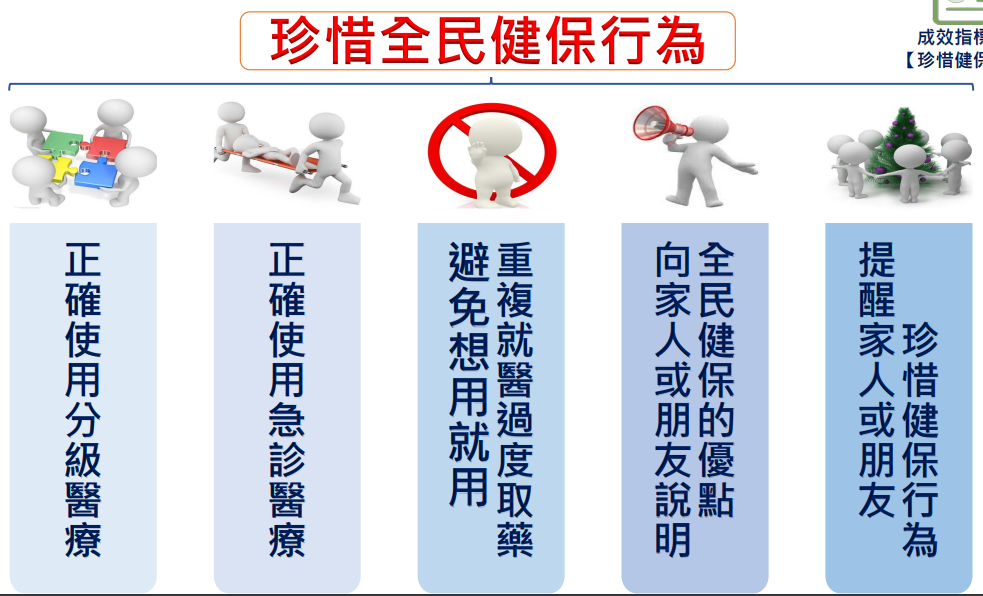 珍惜全民健保行為
成效指標
【珍惜健保
正確使用分級醫療
正確使用急診醫療
避免想用就用
重複就醫過度取藥
向家人或朋友說明
全民健保的優點
提醒家人或朋友
珍惜健保行為